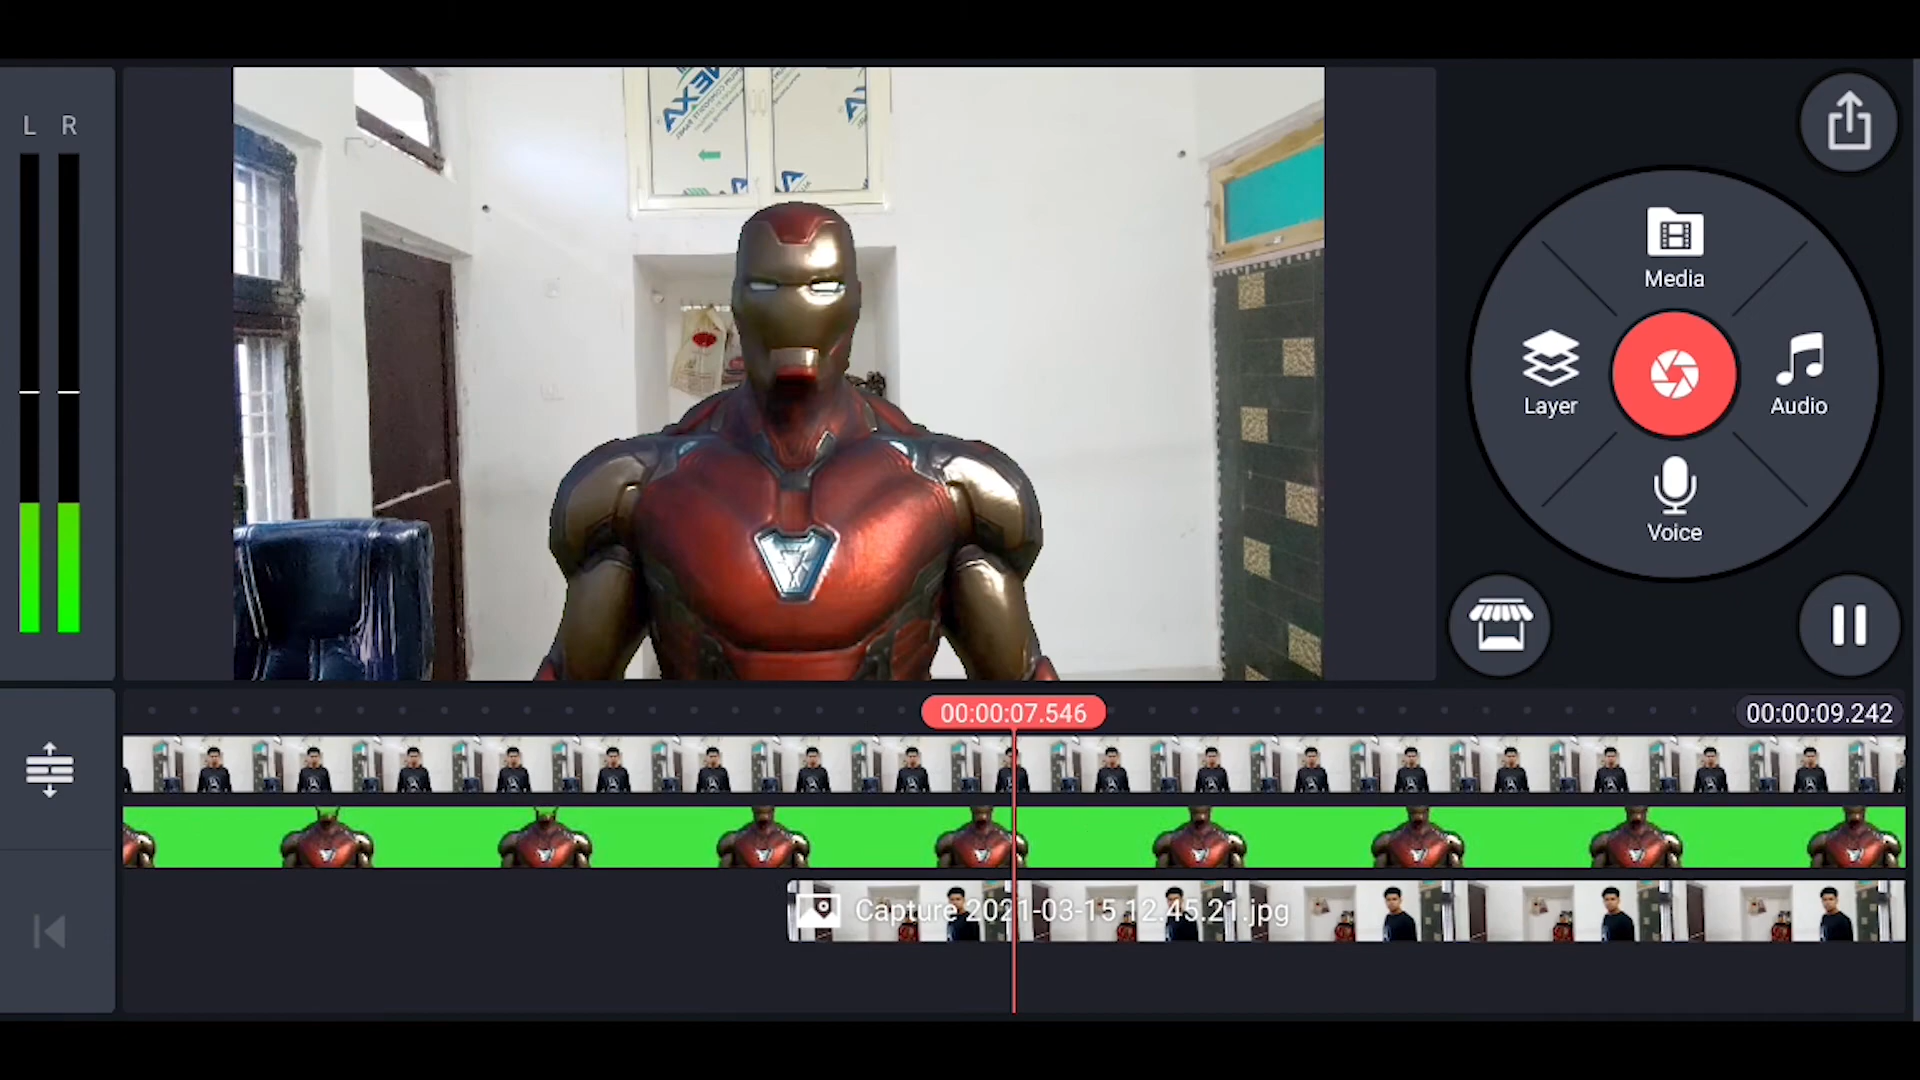 L R
NEXA
Media
Layer
Audio
Voice
00:00:07.546
00:00:09.242
Capture 2021-03-15 12.45.21.jpg